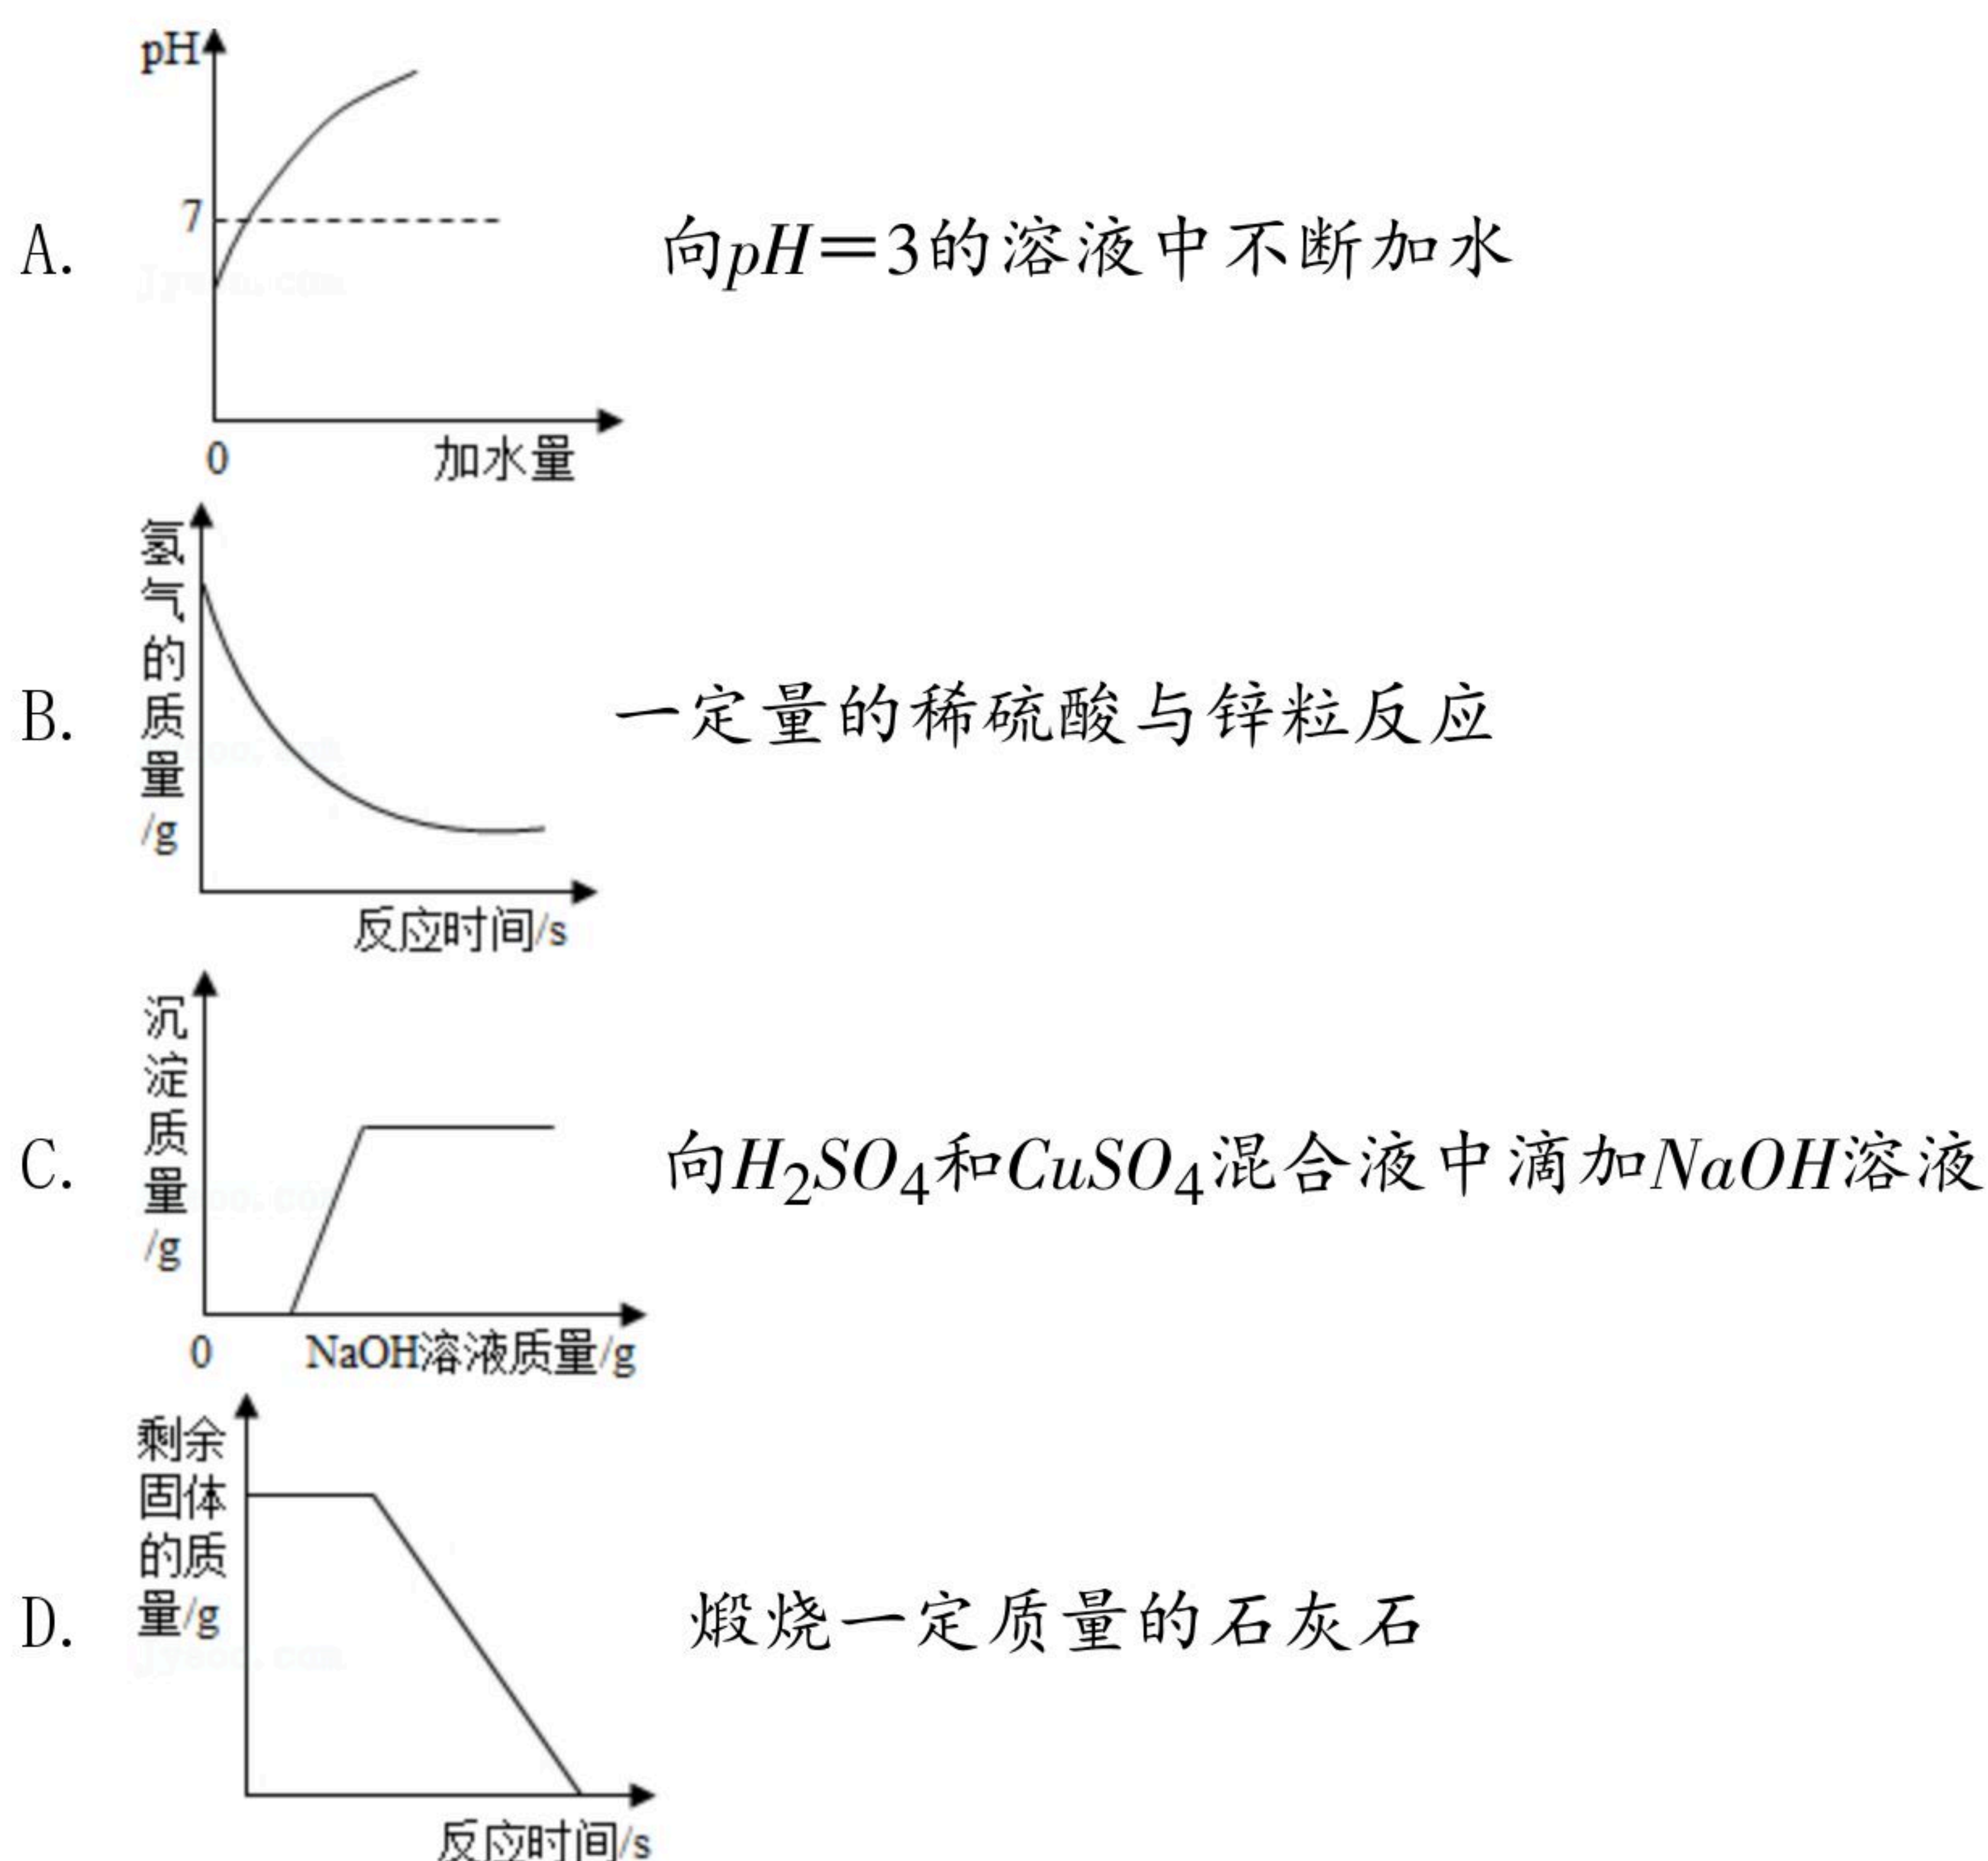 pH
7
A.
向pH＝3的溶液中不断加水
0
加水量
氢气的质量/g
B.
一定量的稀硫酸与锌粒反应
反应时间/s
沉淀质量/g
C.
向H₂SO₄和CuSO₄混合液中滴加NaOH溶液
0
NaOH溶液质量/g
剩余
固体
的质
量/g
D.
煅烧一定质量的石灰石
反应时间/s